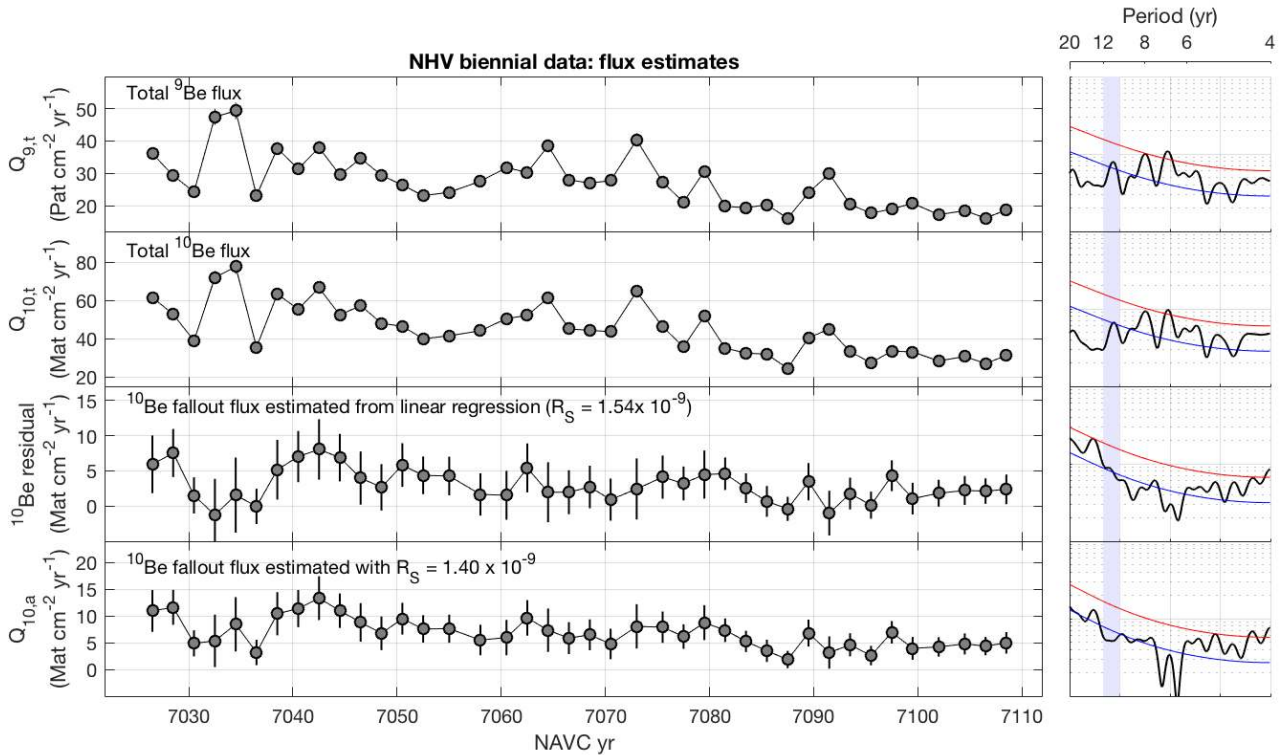 Period (yr)
20 12 8 6 4
NHV biennial data: flux estimates
Total ⁹Be flux
Q9,t
(Pat cm⁻² yr⁻¹)
50
40
30
20
Total ¹⁰Be flux
Q10,t
(Mat cm⁻² yr⁻¹)
80
60
40
20
¹⁰Be fallout flux estimated from linear regression (RS = 1.54x 10⁻⁹)
¹⁰Be residual
(Mat cm⁻² yr⁻¹)
15
10
5
0
¹⁰Be fallout flux estimated with RS = 1.40 x 10⁻⁹
Q10,a
(Mat cm⁻² yr⁻¹)
20
15
10
5
0
7030 7040 7050 7060 7070 7080 7090 7100 7110
NAVC yr